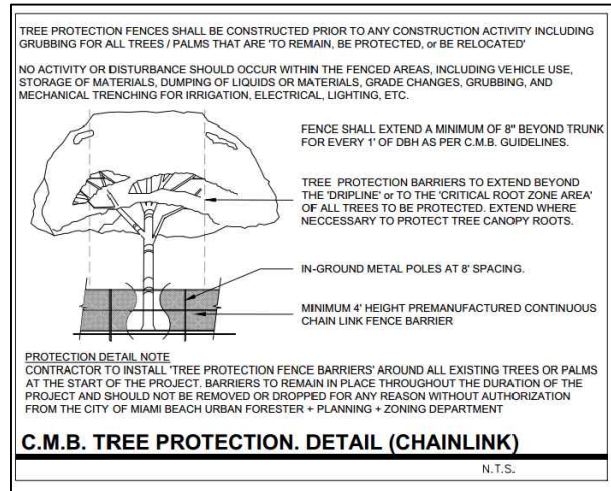 TREE PROTECTION FENCES SHALL BE CONSTRUCTED PRIOR TO ANY CONSTRUCTION ACTIVITY INCLUDING
GRUBBING FOR ALL TREES / PALMS THAT ARE 'TO REMAIN, BE PROTECTED, or BE RELOCATED'
NO ACTIVITY OR DISTURBANCE SHOULD OCCUR WITHIN THE FENCED AREAS, INCLUDING VEHICLE USE,
STORAGE OF MATERIALS, DUMPING OF LIQUIDS OR MATERIALS, GRADE CHANGES, GRUBBING, AND
MECHANICAL TRENCHING FOR IRRIGATION, ELECTRICAL, LIGHTING, ETC.
FENCE SHALL EXTEND A MINIMUM OF 8" BEYOND TRUNK
FOR EVERY 1' OF DBH AS PER C.M.B. GUIDELINES.
TREE PROTECTION BARRIERS TO EXTEND BEYOND
THE 'DRIPLINE' or TO THE 'CRITICAL ROOT ZONE AREA'
OF ALL TREES TO BE PROTECTED. EXTEND WHERE
NECCESSARY TO PROTECT TREE CANOPY ROOTS.
IN-GROUND METAL POLES AT 8' SPACING.
MINIMUM 4' HEIGHT PREMANUFACTURED CONTINUOUS
CHAIN LINK FENCE BARRIER
PROTECTION DETAIL NOTE
CONTRACTOR TO INSTALL 'TREE PROTECTION FENCE BARRIERS' AROUND ALL EXISTING TREES OR PALMS
AT THE START OF THE PROJECT. BARRIERS TO REMAIN IN PLACE THROUGHOUT THE DURATION OF THE
PROJECT AND SHOULD NOT BE REMOVED OR DROPPED FOR ANY REASON WITHOUT AUTHORIZATION
FROM THE CITY OF MIAMI BEACH URBAN FORESTER + PLANNING + ZONING DEPARTMENT
C.M.B. TREE PROTECTION. DETAIL (CHAINLINK)
N.T.S.